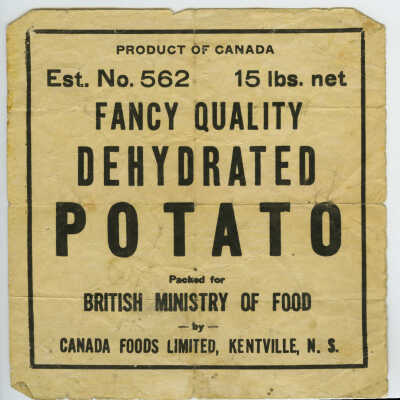 PRODUCT OF CANADA
Est. No. 562 15 lbs. net
FANCY QUALITY
DEHYDRATED
POTATO
Packed for
BRITISH MINISTRY OF FOOD
— by —
CANADA FOODS LIMITED, KENTVILLE, N. S.